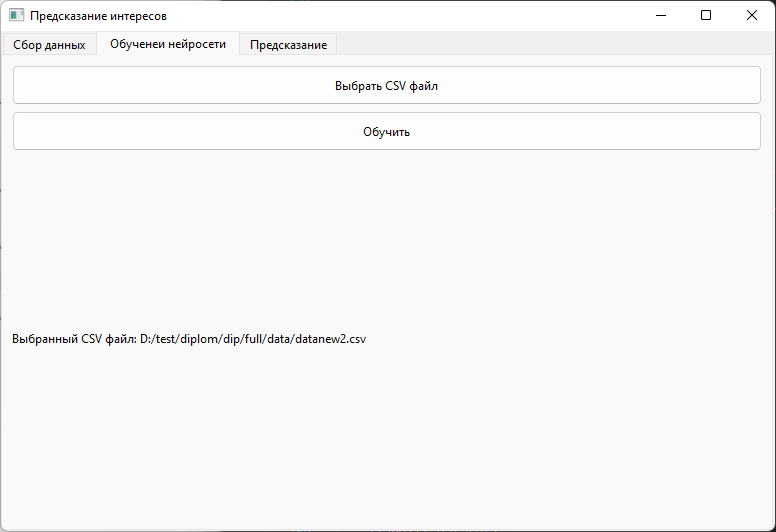 Предсказание интересов
Сбор данных Обученеи нейросети Предсказание
Выбрать CSV файл
Обучить
Выбранный CSV файл: D:/test/diplom/dip/full/data/datanew2.csv